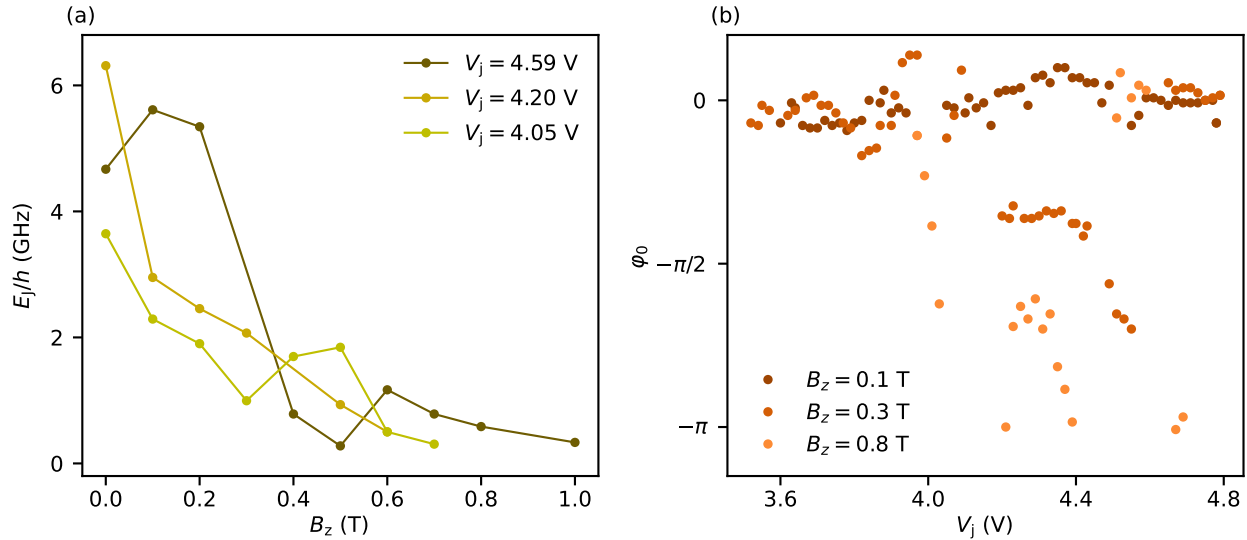 (a)
6
4
2
0
E_J/h (GHz)
0.0 0.2 0.4 0.6 0.8 1.0
B_z (T)
V_j = 4.59 V
V_j = 4.20 V
V_j = 4.05 V
(b)
0
−π/2
−π
φ_0
3.6 4.0 4.4 4.8
V_j (V)
B_z = 0.1 T
B_z = 0.3 T
B_z = 0.8 T